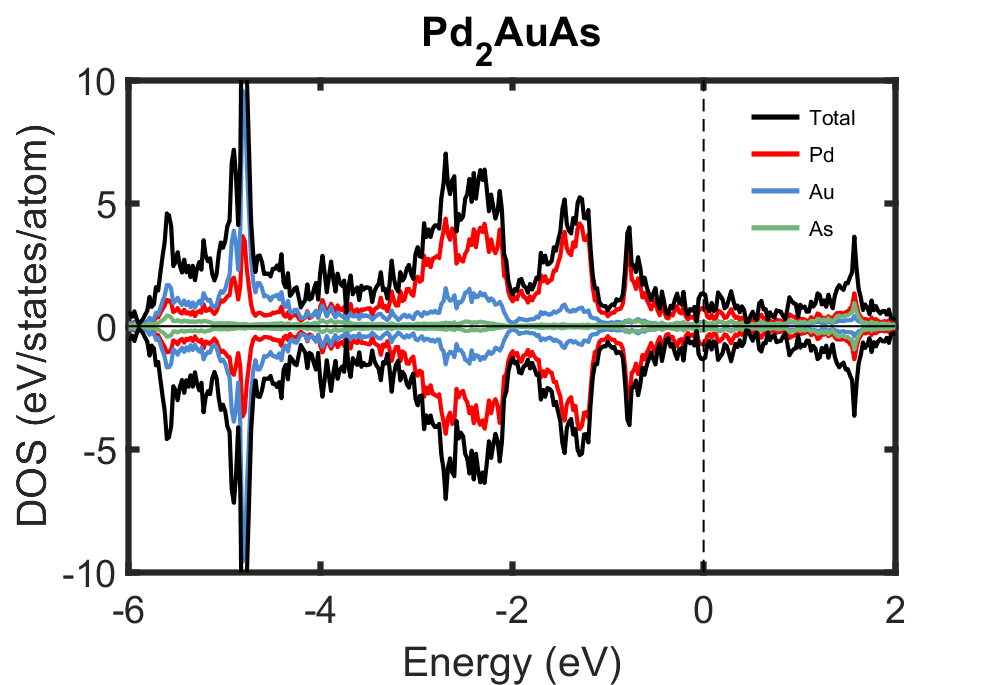 Pd₂AuAs
DOS (eV/states/atom)
10
5
0
-5
-10
Total
Pd
Au
As
-6 -4 -2 0 2
Energy (eV)